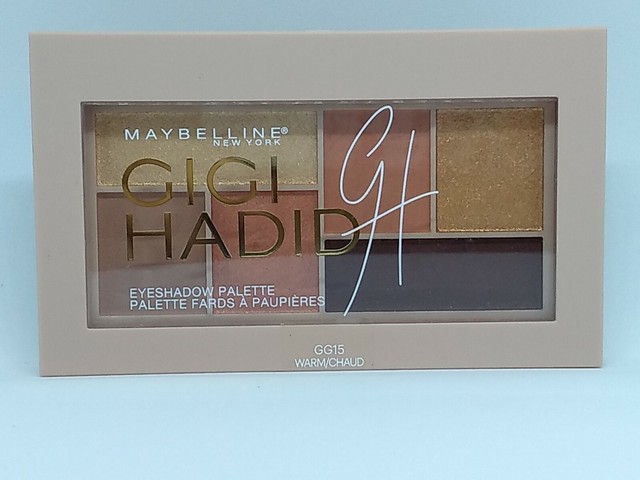 MAYBELLINE®
NEW YORK
GIGI
HADID
GH
EYESHADOW PALETTE
PALETTE FARDS À PAUPIÈRES
GG15
WARM/CHAUD